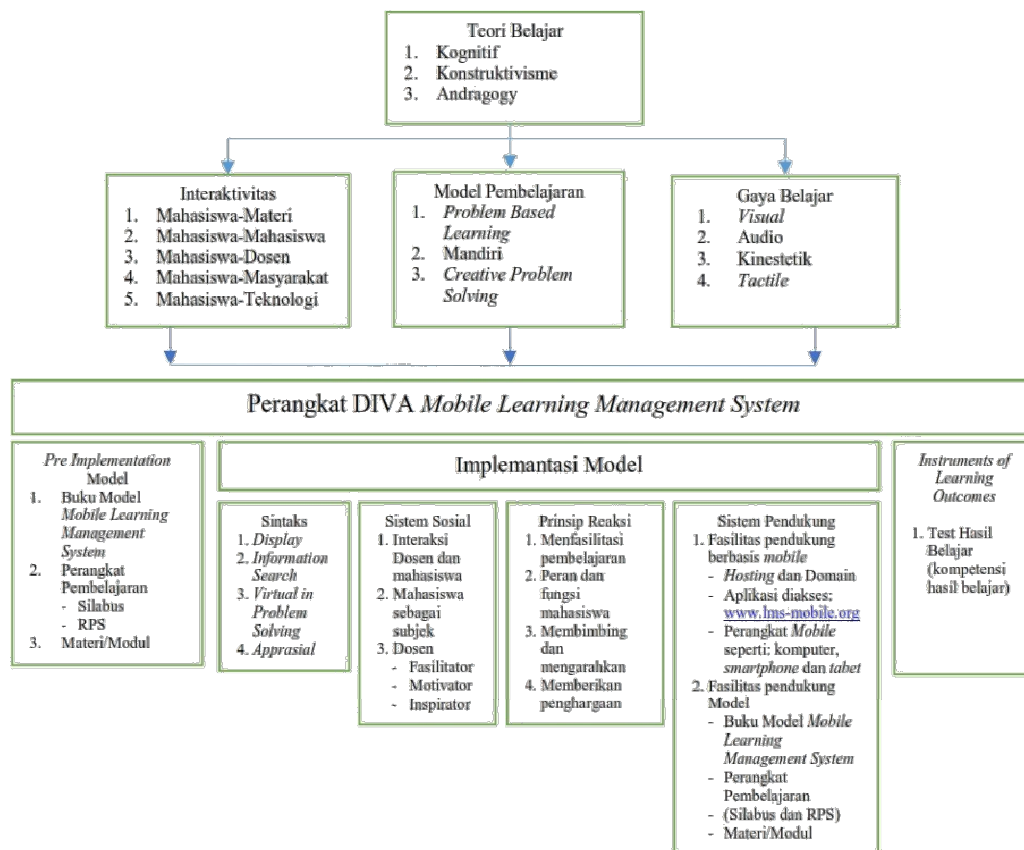 Teori Belajar
1. Kognitif
2. Konstruktivisme
3. Andragogy
Interaktivitas
1. Mahasiswa-Materi
2. Mahasiswa-Mahasiswa
3. Mahasiswa-Dosen
4. Mahasiswa-Masyarakat
5. Mahasiswa-Teknologi
Model Pembelajaran
1. Problem Based
Learning
2. Mandiri
3. Creative Problem
Solving
Gaya Belajar
1. Visual
2. Audio
3. Kinestetik
4. Tactile
Perangkat DIVA Mobile Learning Management System
Pre Implementation
Model
1. Buku Model
Mobile Learning
Management
System
2. Perangkat
Pembelajaran
- Silabus
- RPS
3. Materi/Modul
Implemantasi Model
Sintaks
1. Display
2. Information
Search
3. Virtual in
Problem
Solving
4. Apprasial
Sistem Sosial
1. Interaksi
Dosen dan
mahasiswa
2. Mahasiswa
sebagai
subjek
3. Dosen
- Fasilitator
- Motivator
- Inspirator
Prinsip Reaksi
1. Menfasilitasi
pembelajaran
2. Peran dan
fungsi
mahasiswa
3. Membimbing
dan
mengarahkan
4. Memberikan
penghargaan
Sistem Pendukung
1. Fasilitas pendukung
berbasis mobile
- Hosting dan Domain
- Aplikasi diakses:
www.lms-mobile.org
- Perangkat Mobile
seperti: komputer,
smartphone dan tabet
2. Fasilitas pendukung
Model
- Buku Model Mobile
Learning
Management System
- Perangkat
Pembelajaran
- (Silabus dan RPS)
- Materi/Modul
Instruments of
Learning
Outcomes
1. Test Hasil
Belajar
(kompetensi
hasil belajar)